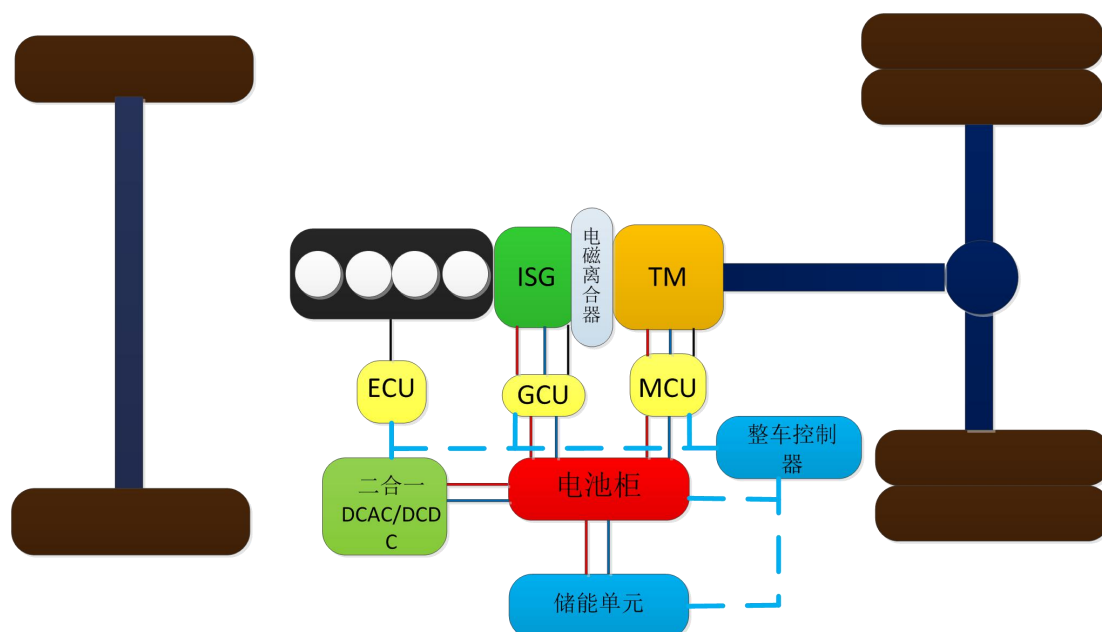 电
磁
离
合
器
ISG
TM
ECU
GCU
MCU
整车控制
器
二合一
DCAC/DCD
C
电池柜
储能单元